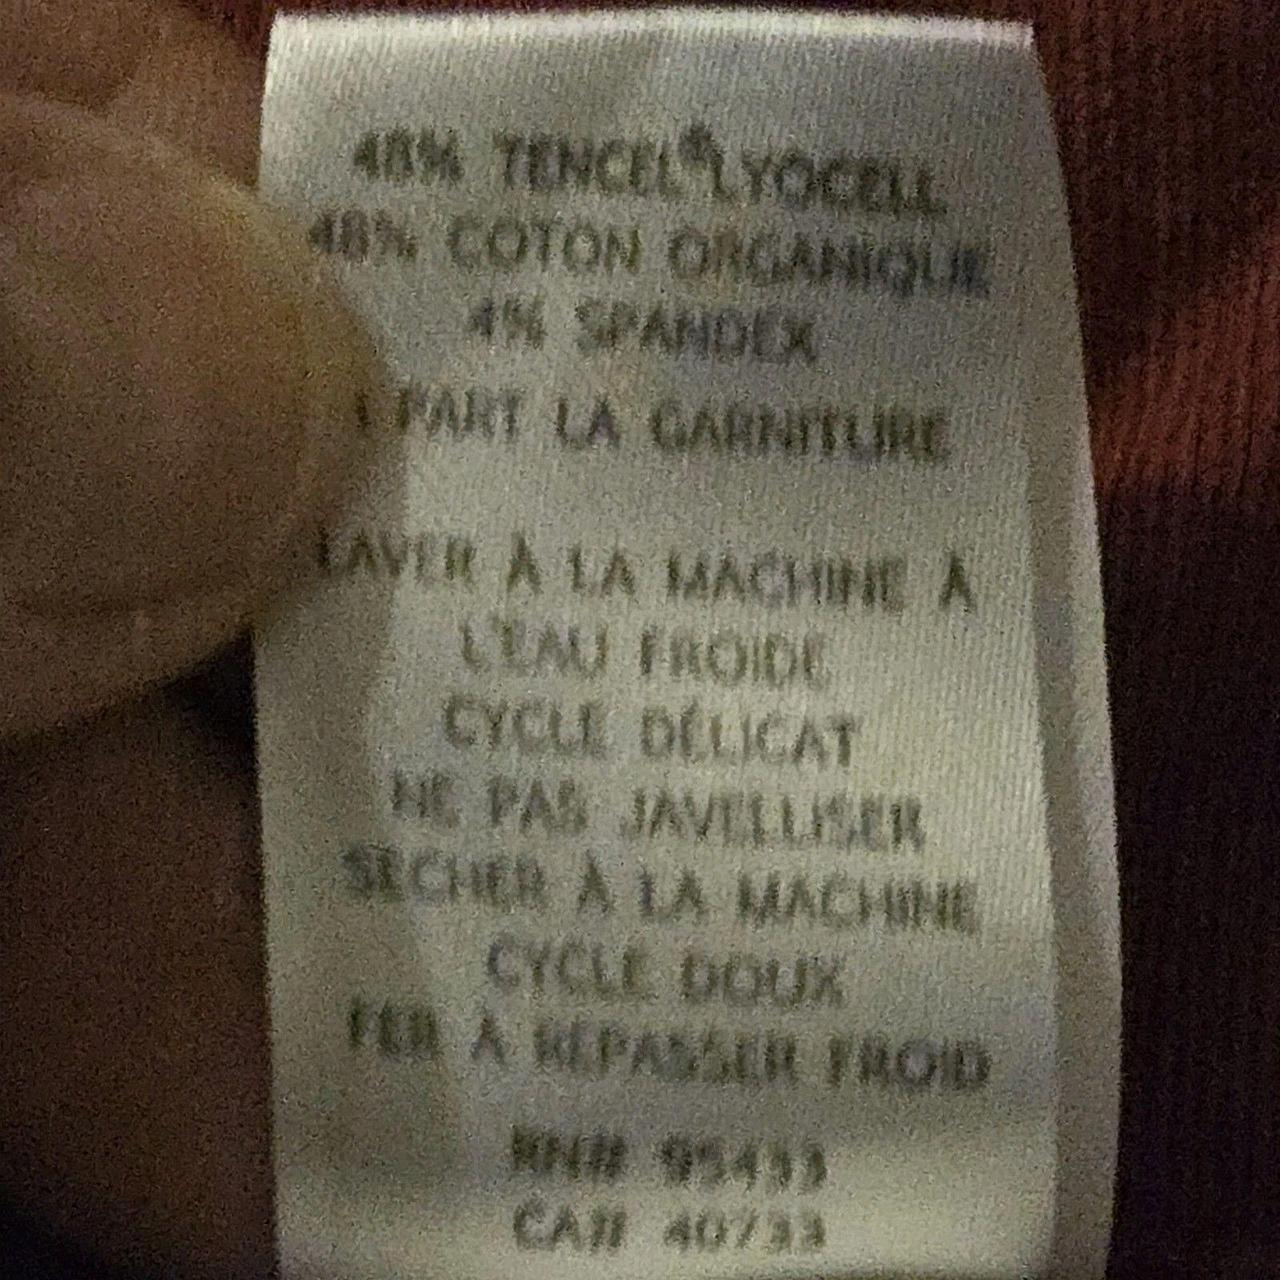 48% TENCEL® LYOCELL
48% COTON ORGANIQUE
4% SPANDEX
PART LA GARNITURE
LAVER À LA MACHINE À
L'EAU FROIDE
CYCLE DÉLICAT
NE PAS JAVELLISER
SÉCHER À LA MACHINE
CYCLE DOUX
FER À REPASSER FROID
RN#
CA# 40733